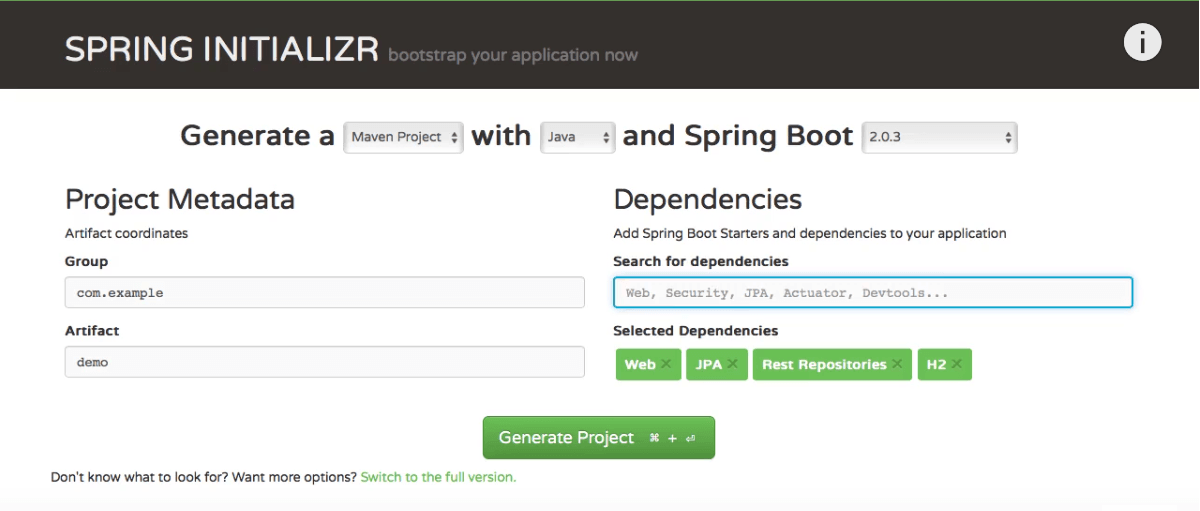 SPRING INITIALIZR bootstrap your application now
i
Generate a Maven Project with Java and Spring Boot 2.0.3
Project Metadata
Artifact coordinates
Group
com.example
Artifact
demo
Dependencies
Add Spring Boot Starters and dependencies to your application
Search for dependencies
Web, Security, JPA, Actuator, Devtools...
Selected Dependencies
Web × JPA × Rest Repositories × H2 ×
Generate Project ⌘ + ⏎
Don't know what to look for? Want more options? Switch to the full version.